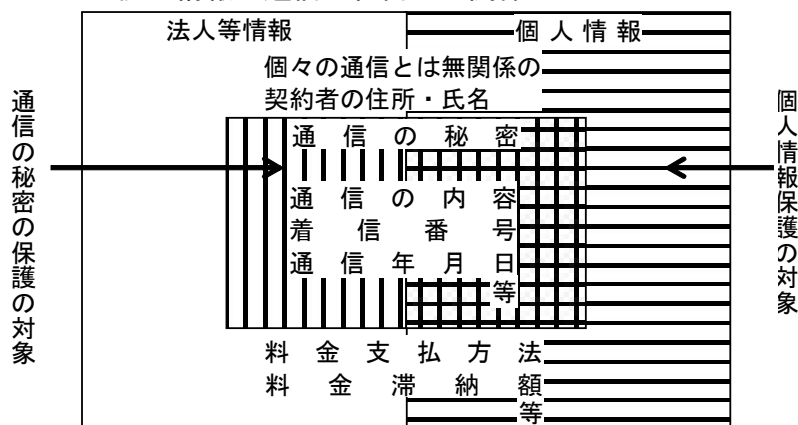 法人等情報
個人情報
個々の通信とは無関係の
契約者の住所・氏名
通信の秘密
通信の内容
着信番号
通信年月日
等
料金支払方法
料金滞納額
等
通信の秘密の保護の対象
個人情報保護の対象